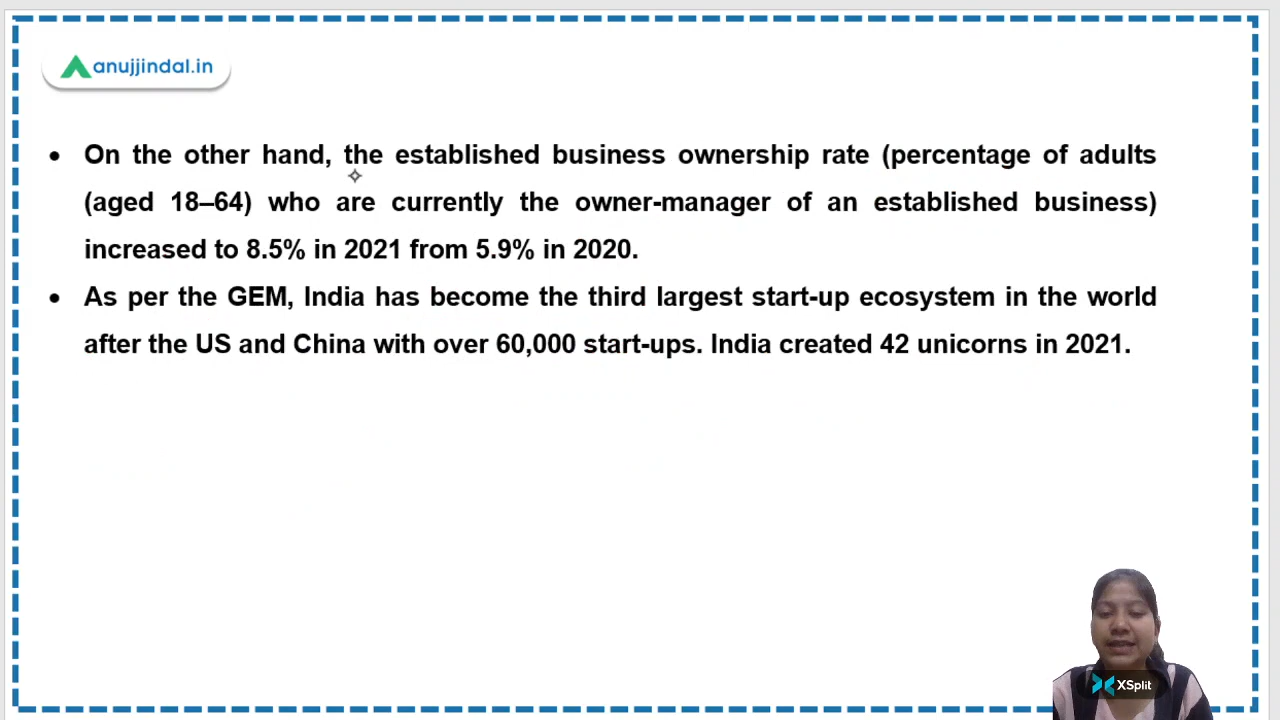 anujjindal.in
• On the other hand, the established business ownership rate (percentage of adults
(aged 18–64) who are currently the owner-manager of an established business)
increased to 8.5% in 2021 from 5.9% in 2020.
• As per the GEM, India has become the third largest start-up ecosystem in the world
after the US and China with over 60,000 start-ups. India created 42 unicorns in 2021.
XSplit